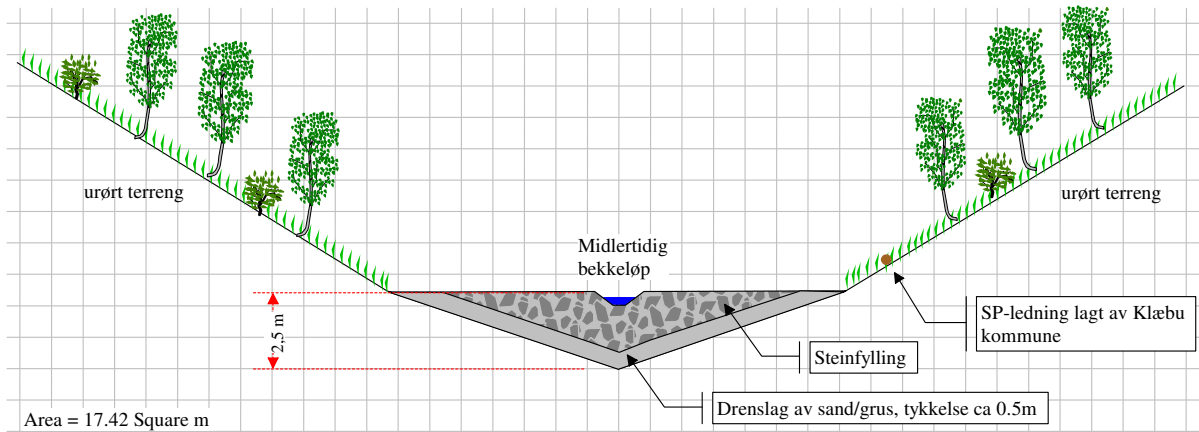 urørt terreng
urørt terreng
Midlertidig
bekkeløp
2,5 m
SP-ledning lagt av Klæbu
kommune
Steinfylling
Drenslag av sand/grus, tykkelse ca 0.5m
Area = 17.42 Square m